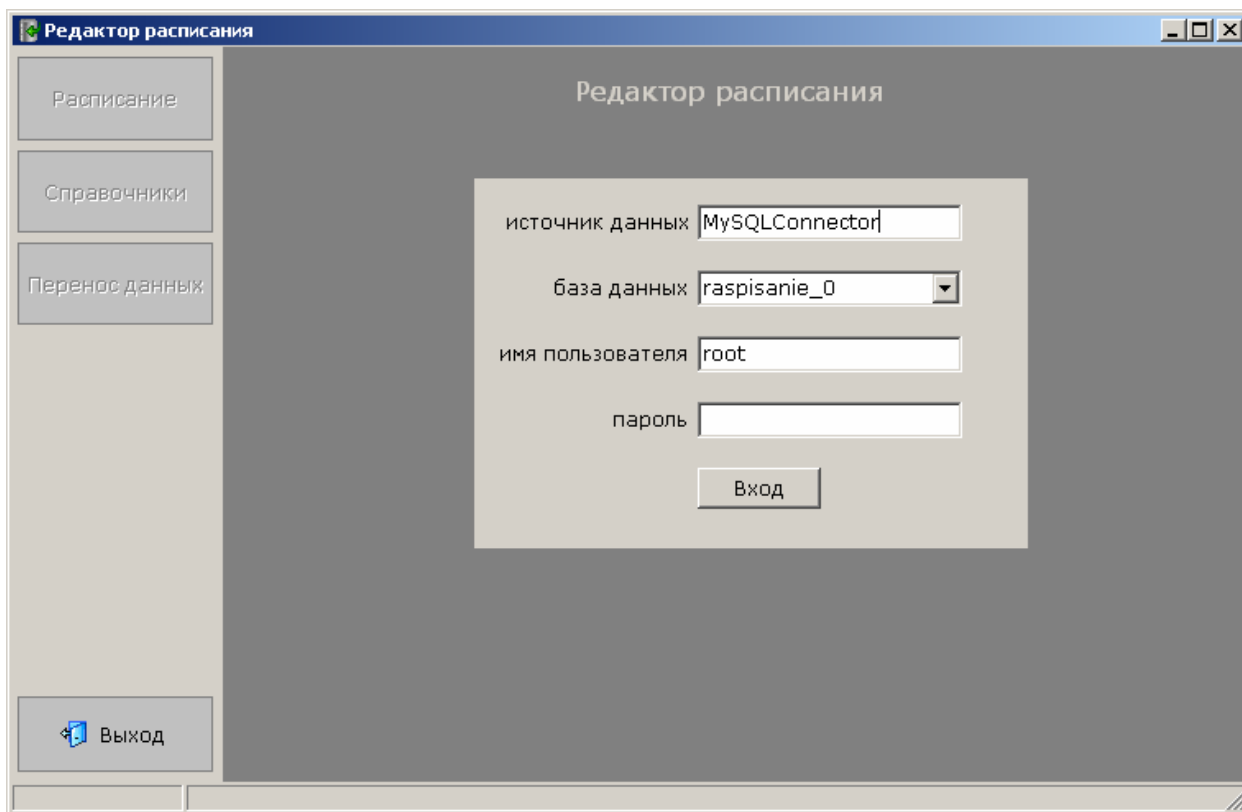 Редактор расписания
Расписание
Справочники
Перенос данных
Выход
Редактор расписания
источник данных MySQLConnector
база данных raspisanie_0
имя пользователя root
пароль
Вход